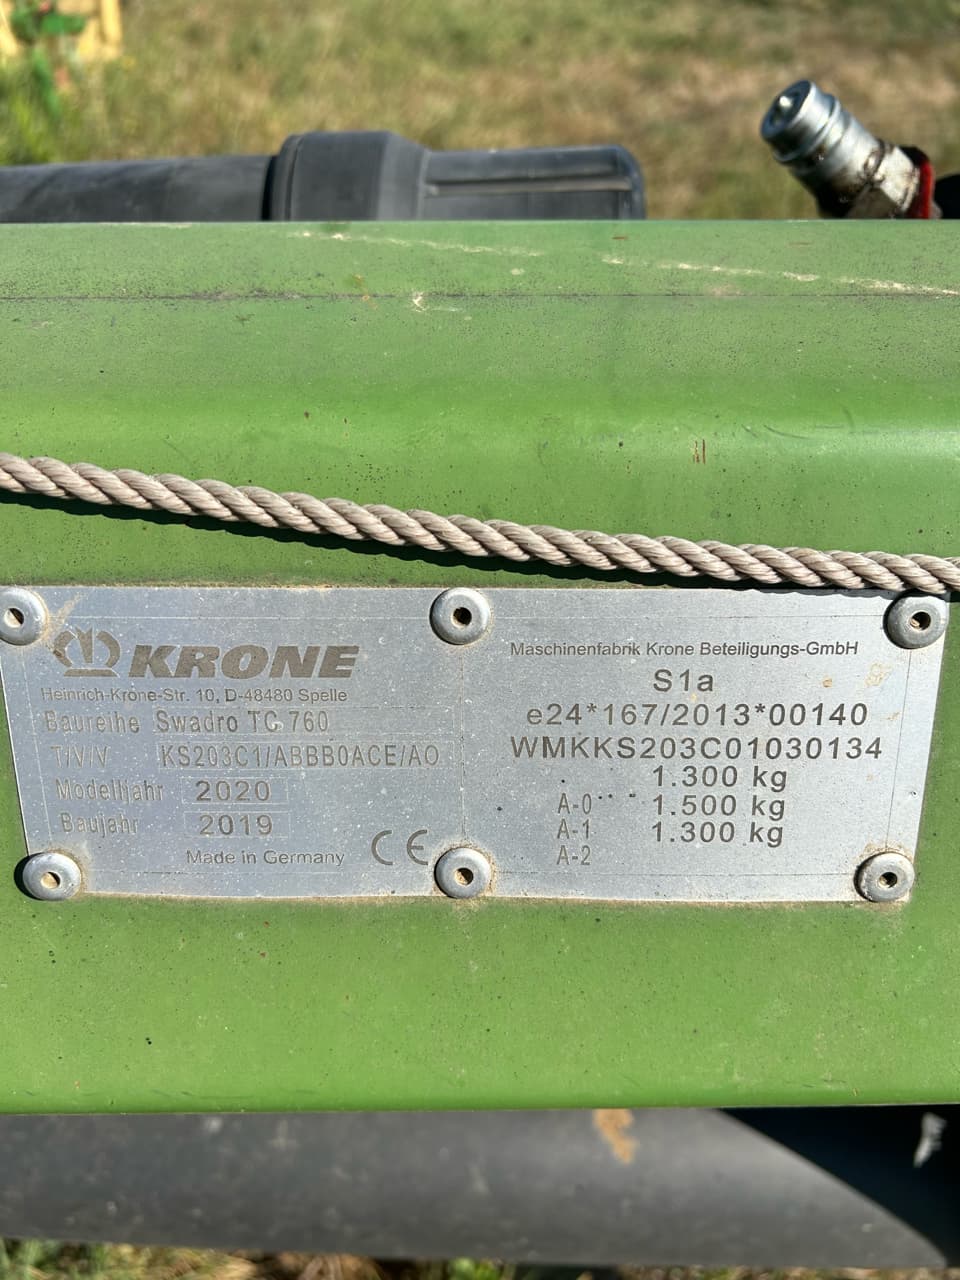 KRONE
Heinrich-Krone-Str. 10, D-48480 Spelle
Baureihe Swadro TC 760
T/V/V KS203C1/ABBB0ACE/AO
Modelljahr 2020
Baujahr 2019
Made in Germany CE
Maschinenfabrik Krone Beteiligungs-GmbH
S1a
e24*167/2013*00140
WMKKS203C01030134
1.300 kg
A-0 1.500 kg
A-1 1.300 kg
A-2